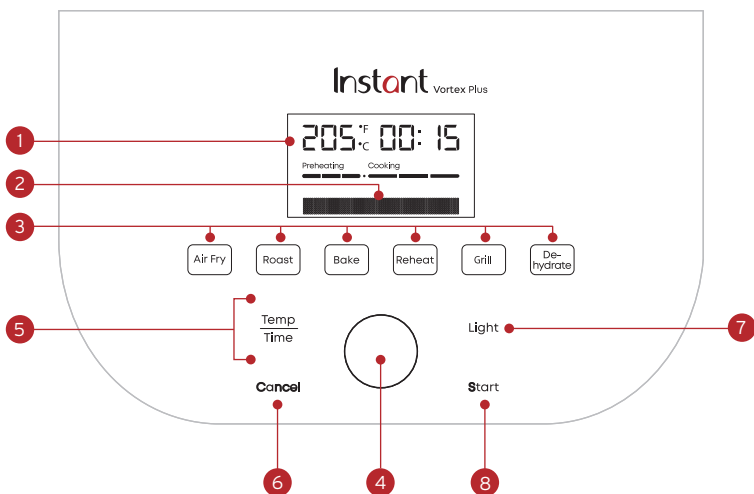 Instant Vortex Plus
1
205 °F °C 00:15
Preheating Cooking
2
3
Air Fry Roast Bake Reheat Grill De-
hydrate
5
Temp
Time
Light
7
Cancel
Start
6
4
8